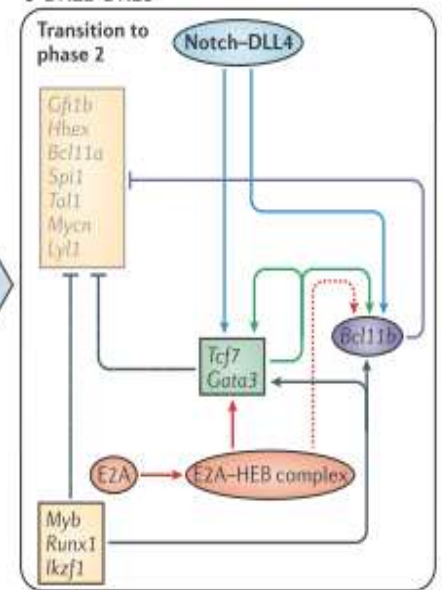 Transition to
phase 2
Notch–DLL4
Gfi1b
Hhex
Bcl11a
Spi1
Tal1
Mycn
Lyl1
Bcl11b
Tcf7
Gata3
E2A
E2A–HEB complex
Myb
Runx1
Ikzf1